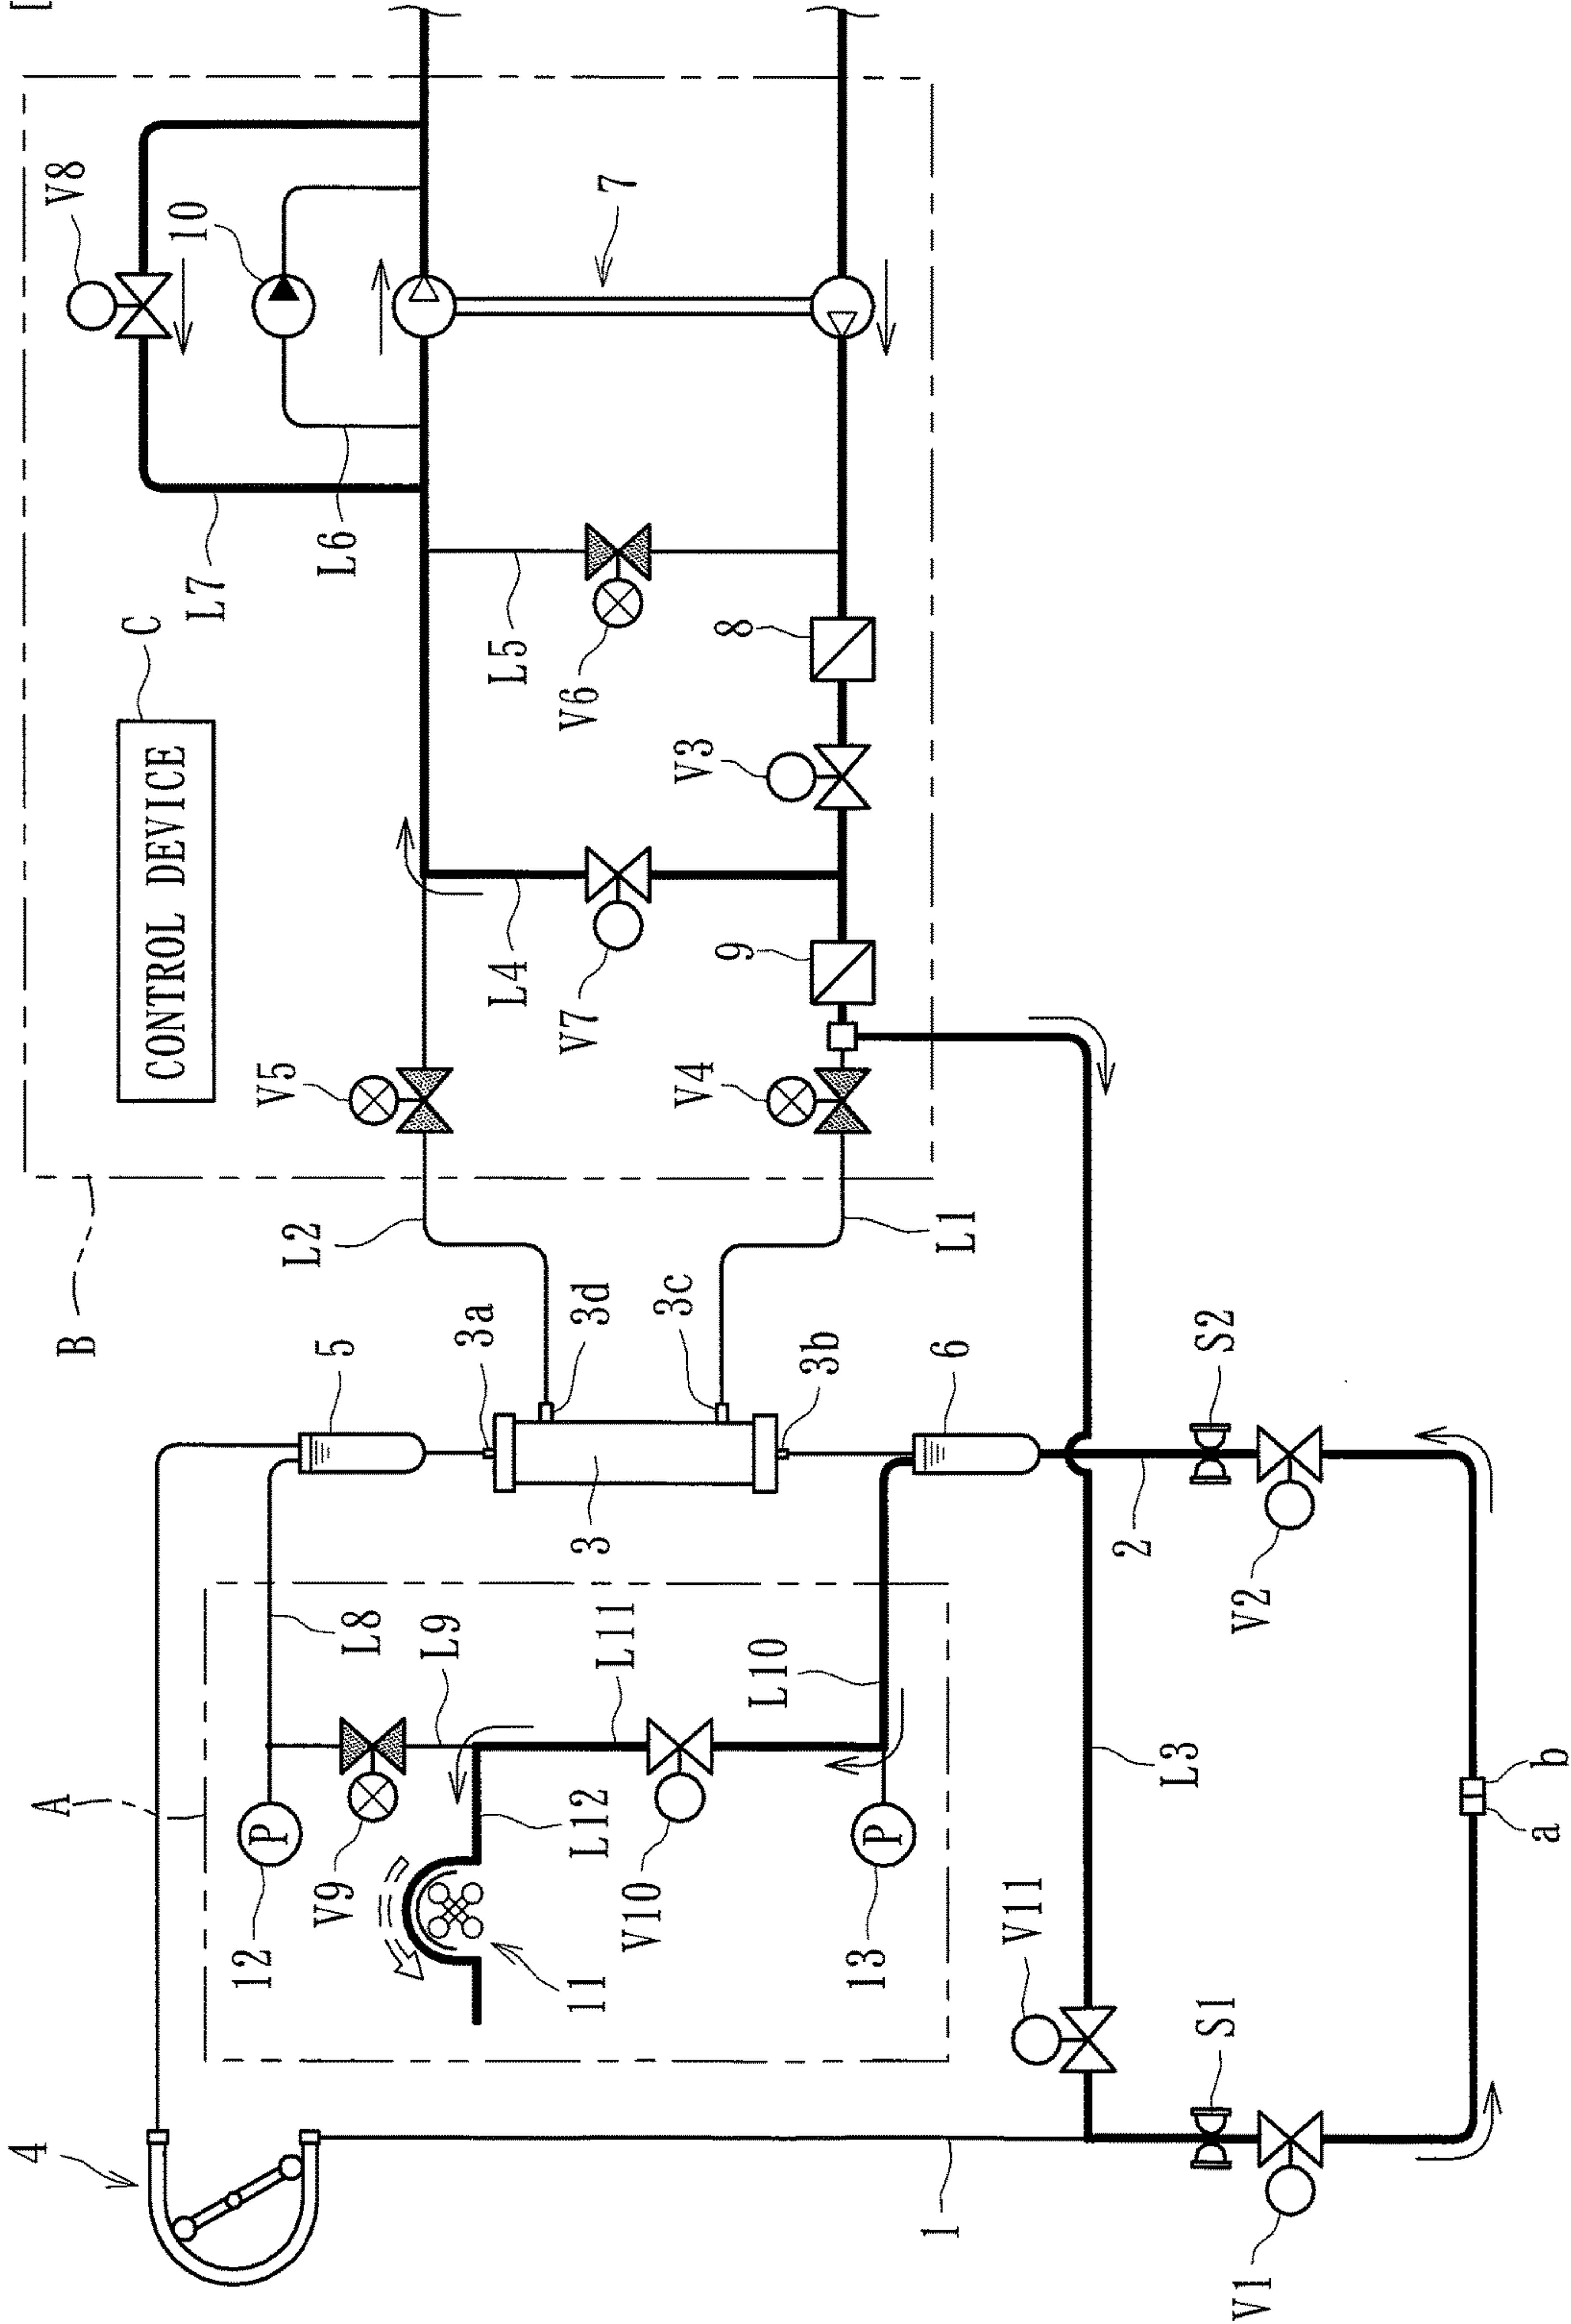 V8
10
7
L7
L6
C
CONTROL DEVICE
L5
V6
8
V3
L4
V7
9
V5
V4
B
L2
L1
5
3a
3d
3c
3b
6
S2
3
2
V2
A
L8
L9
L11
L10
12
P
V9
L12
V10
13
P
11
L3
V11
b
a
4
S1
1
V1